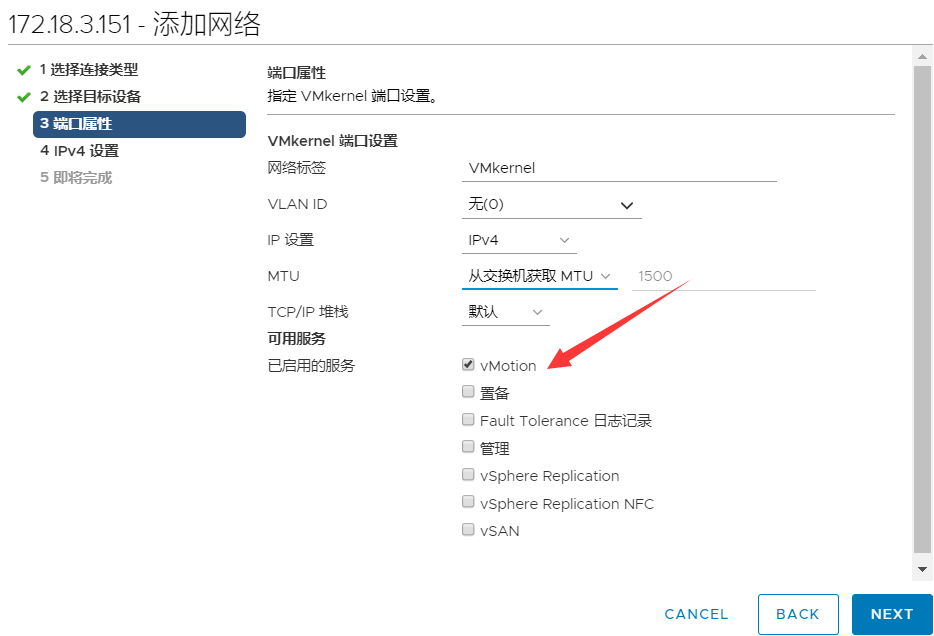 172.18.3.151 - 添加网络
1 选择连接类型
2 选择目标设备
3 端口属性
4 IPv4 设置
5 即将完成
端口属性
指定 VMkernel 端口设置。
VMkernel 端口设置
网络标签 VMkernel
VLAN ID 无(0)
IP 设置 IPv4
MTU 从交换机获取 MTU 1500
TCP/IP 堆栈 默认
可用服务
已启用的服务 vMotion
置备
Fault Tolerance 日志记录
管理
vSphere Replication
vSphere Replication NFC
vSAN
CANCEL BACK NEXT